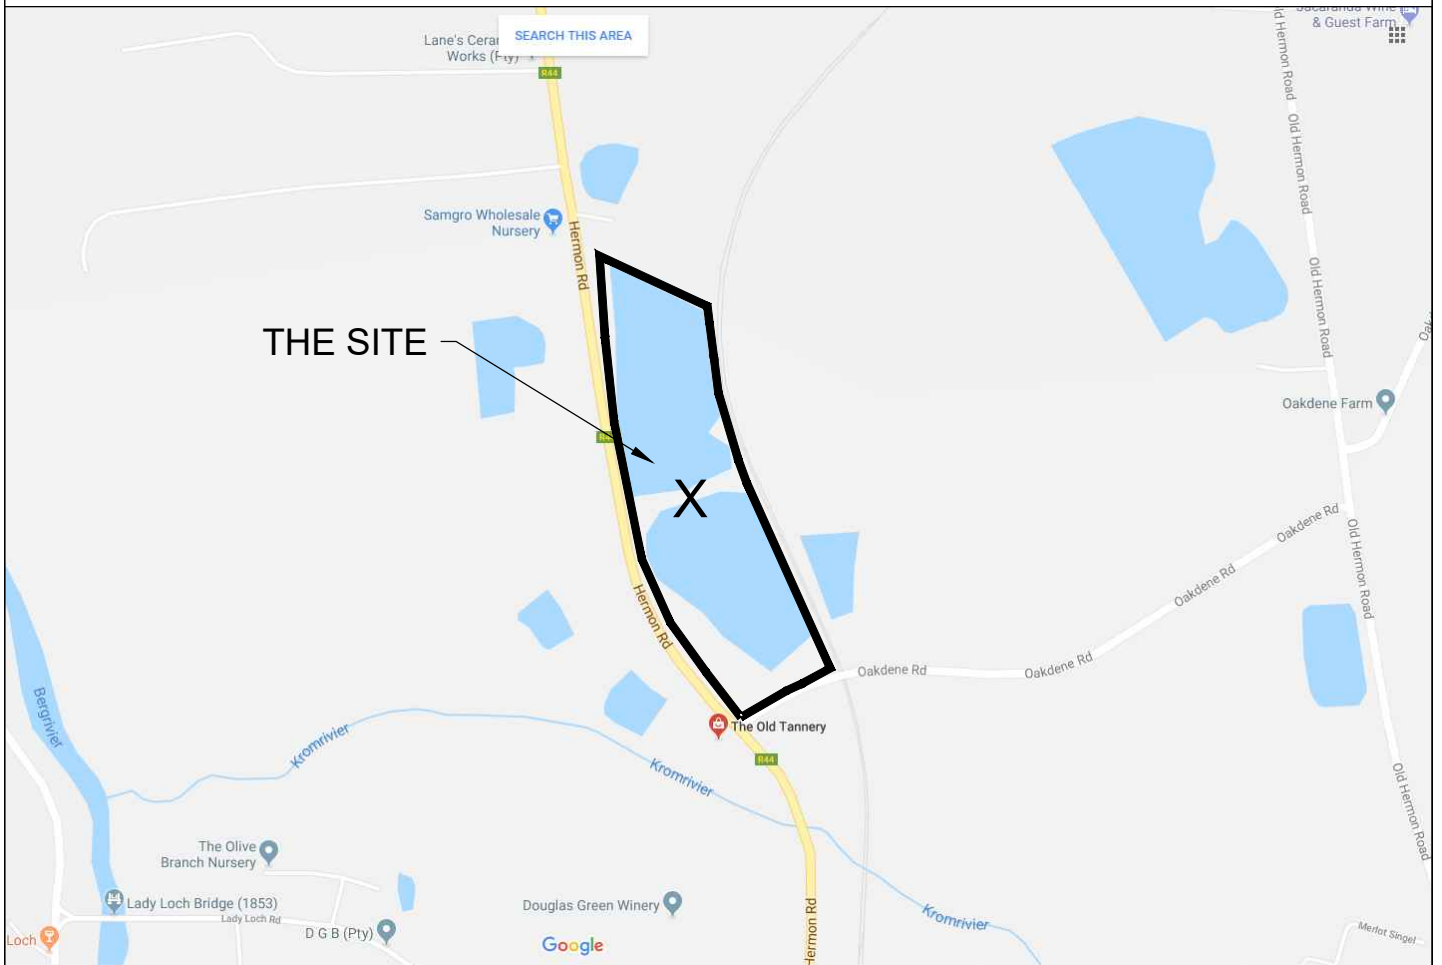 Lane's Ceramic
Works (Pty)
SEARCH THIS AREA
Jacaranda Wine
& Guest Farm
R44
Old Hermon Road
Old Hermon Road
Samgro Wholesale
Nursery
Hermon Rd
Old Hermon Road
THE SITE
Oakdene Farm
X
Oakdene Rd
Old Hermon Road
Oakdene Rd
Hermon Rd
Oakdene Rd
Oakdene Rd
Bergrivier
Kromrivier
The Old Tannery
R44
Kromrivier
Old Hermon Road
The Olive
Branch Nursery
Lady Loch Bridge (1853)
Lady Loch Rd
Douglas Green Winery
Hermon Rd
Kromrivier
Loch
D G B (Pty)
Google
Merlot Singel